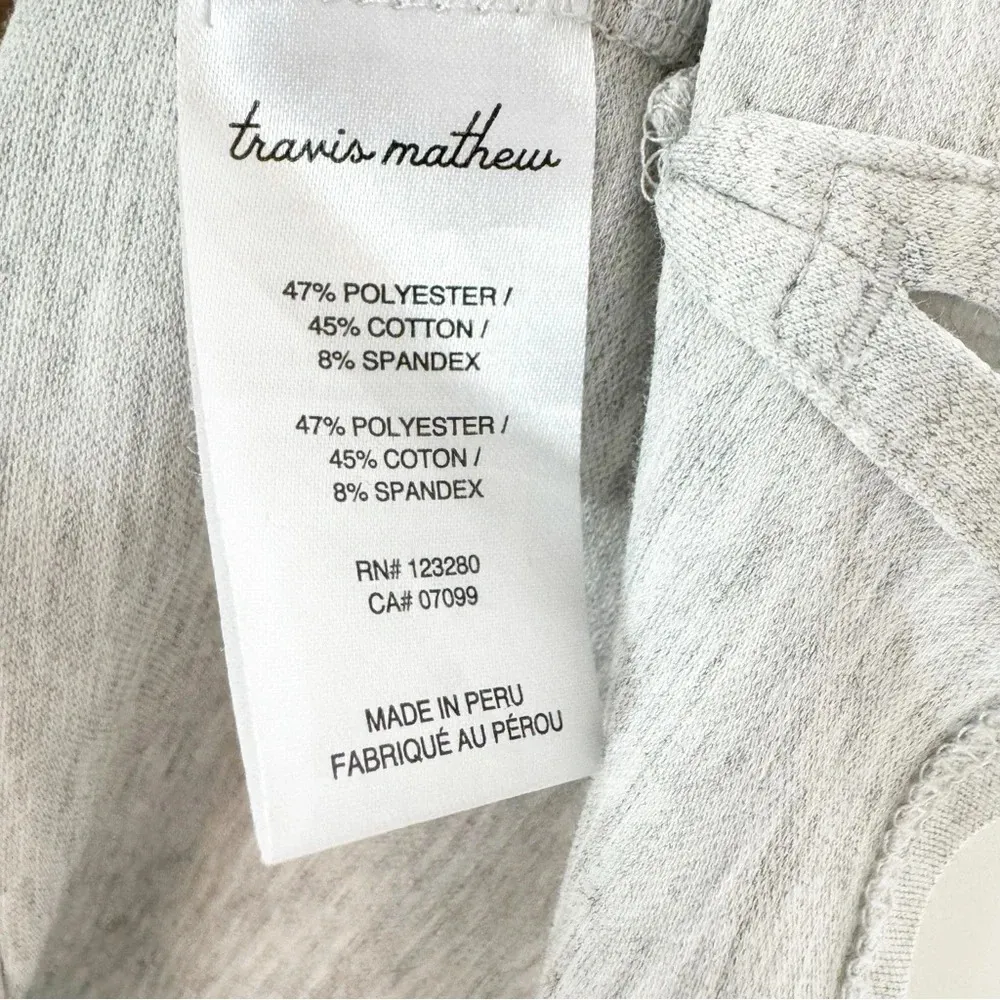 travis mathew
47% POLYESTER /
45% COTTON /
8% SPANDEX
47% POLYESTER /
45% COTON /
8% SPANDEX
RN# 123280
CA# 07099
MADE IN PERU
FABRIQUÉ AU PÉROU